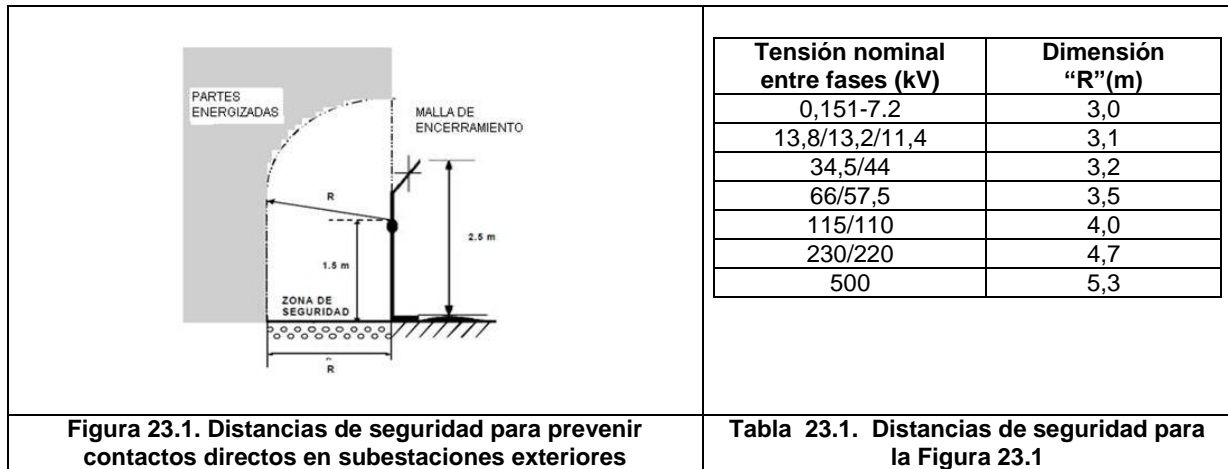 PARTES
ENERGIZADAS
MALLA DE
ENCERRAMIENTO
R
2.5 m
1.5 m
ZONA DE
SEGURIDAD
R
Figura 23.1. Distancias de seguridad para prevenir
contactos directos en subestaciones exteriores
Tensión nominal
entre fases (kV)
Dimensión
“R”(m)
0,151-7.2 3,0
13,8/13,2/11,4 3,1
34,5/44 3,2
66/57,5 3,5
115/110 4,0
230/220 4,7
500 5,3
Tabla 23.1. Distancias de seguridad para
la Figura 23.1